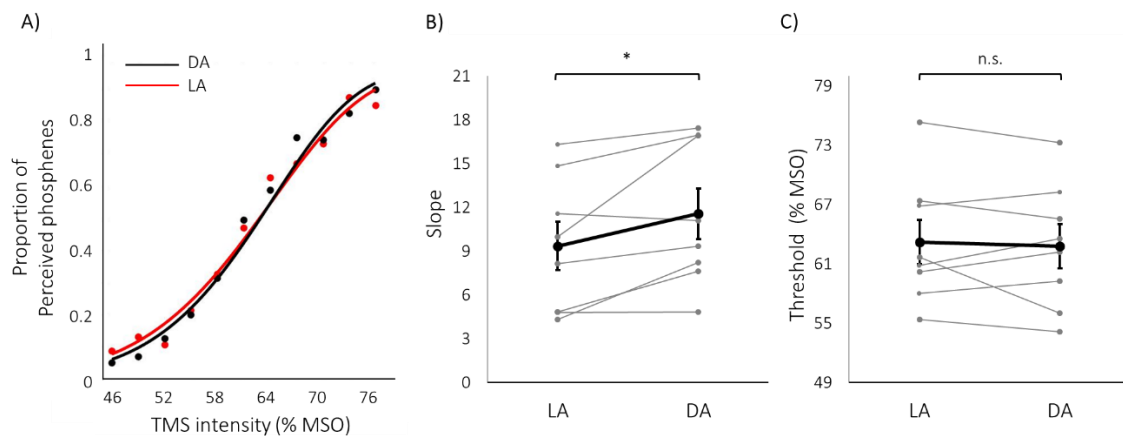 A)
1
0.8
0.6
0.4
0.2
0
DA
LA
46 52 58 64 70 76
TMS intensity (% MSO)
Proportion of
Perceived phosphenes
B)
*
21
18
15
12
9
6
3
0
Slope
LA DA
C)
n.s.
79
73
67
61
55
49
Threshold (% MSO)
LA DA